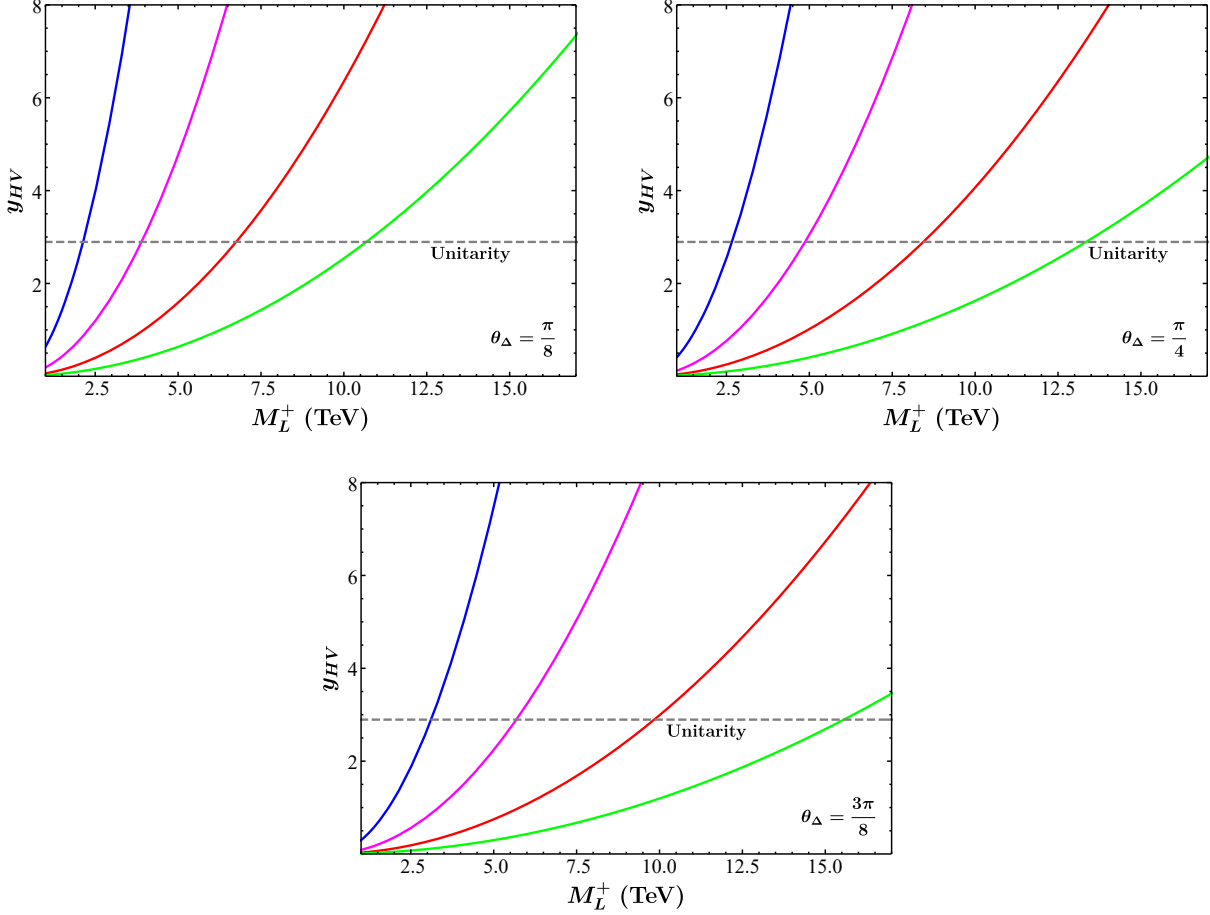 8
6
4
2
y_{HV}
Unitarity
θ_Δ = π/8
2.5 5.0 7.5 10.0 12.5 15.0
M_L^+ (TeV)
8
6
4
2
y_{HV}
Unitarity
θ_Δ = π/4
2.5 5.0 7.5 10.0 12.5 15.0
M_L^+ (TeV)
8
6
4
2
y_{HV}
Unitarity
θ_Δ = 3π/8
2.5 5.0 7.5 10.0 12.5 15.0
M_L^+ (TeV)